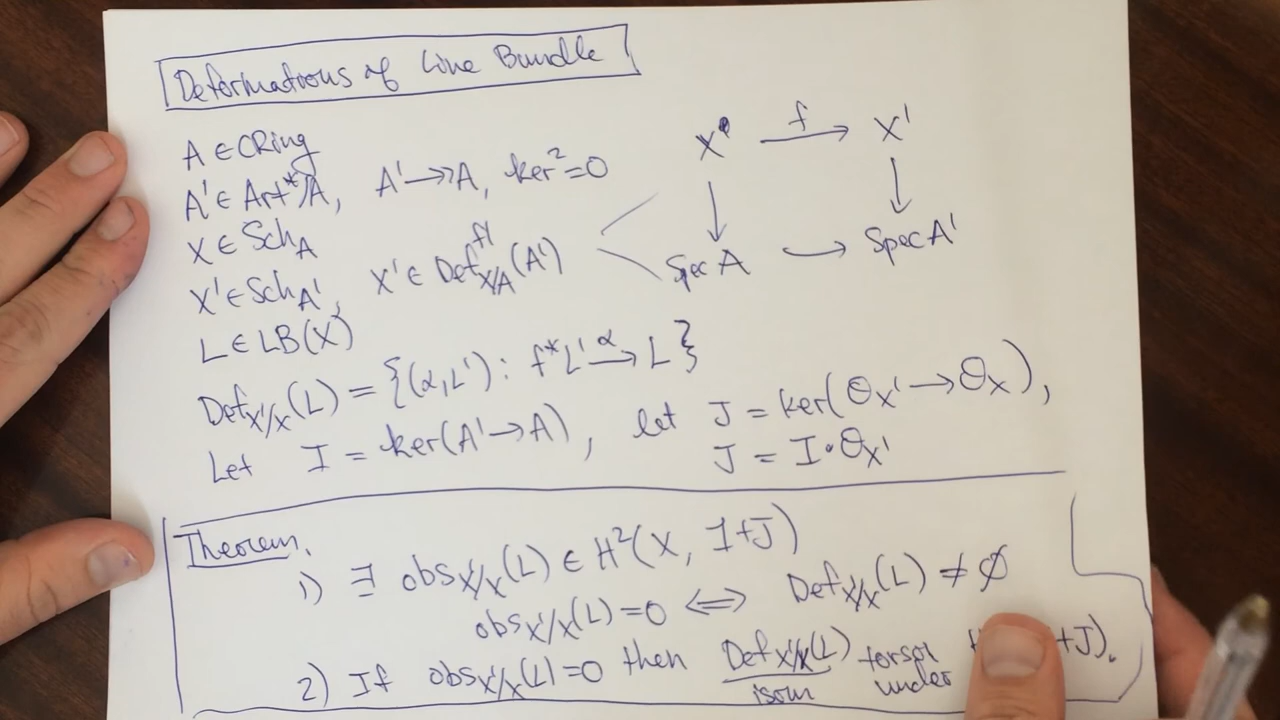 Deformations of Line Bundle
A ∈ CRing
A' ∈ Art*/A, A' ↠ A, ker²=0
X ∈ Sch_A
X' ∈ Sch_A', X' ∈ Def^fl_X/A(A')
X f→ X'
Spec A ↪ Spec A'
L ∈ LB(X)
Def_X'/X(L) = {(α, L') : f*L' α→ L}
Let I = ker(A' → A), let J = ker(O_X' → O_X),
J = I·O_X'
Theorem.
1) ∃ obs_X'/X(L) ∈ H²(X, 1+J)
obs_X'/X(L)=0 ⟺ Def_X'/X(L) ≠ ∅
2) If obs_X'/X(L)=0 then Def_X'/X(L) torsor +J).
isom under